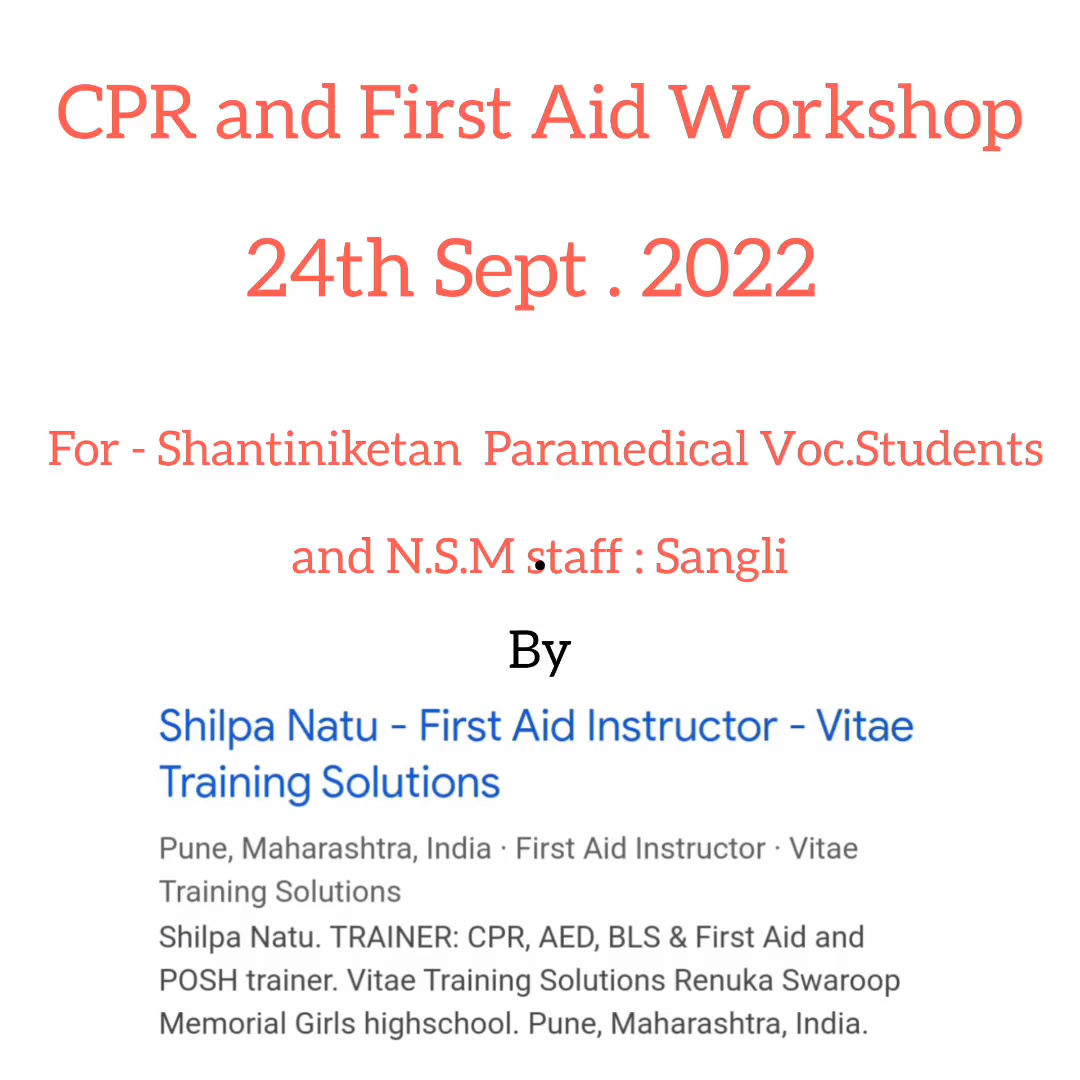 CPR and First Aid Workshop
24th Sept . 2022
For - Shantiniketan Paramedical Voc.Students
and N.S.M staff : Sangli
By
Shilpa Natu - First Aid Instructor - Vitae
Training Solutions
Pune, Maharashtra, India · First Aid Instructor · Vitae
Training Solutions
Shilpa Natu. TRAINER: CPR, AED, BLS & First Aid and
POSH trainer. Vitae Training Solutions Renuka Swaroop
Memorial Girls highschool. Pune, Maharashtra, India.